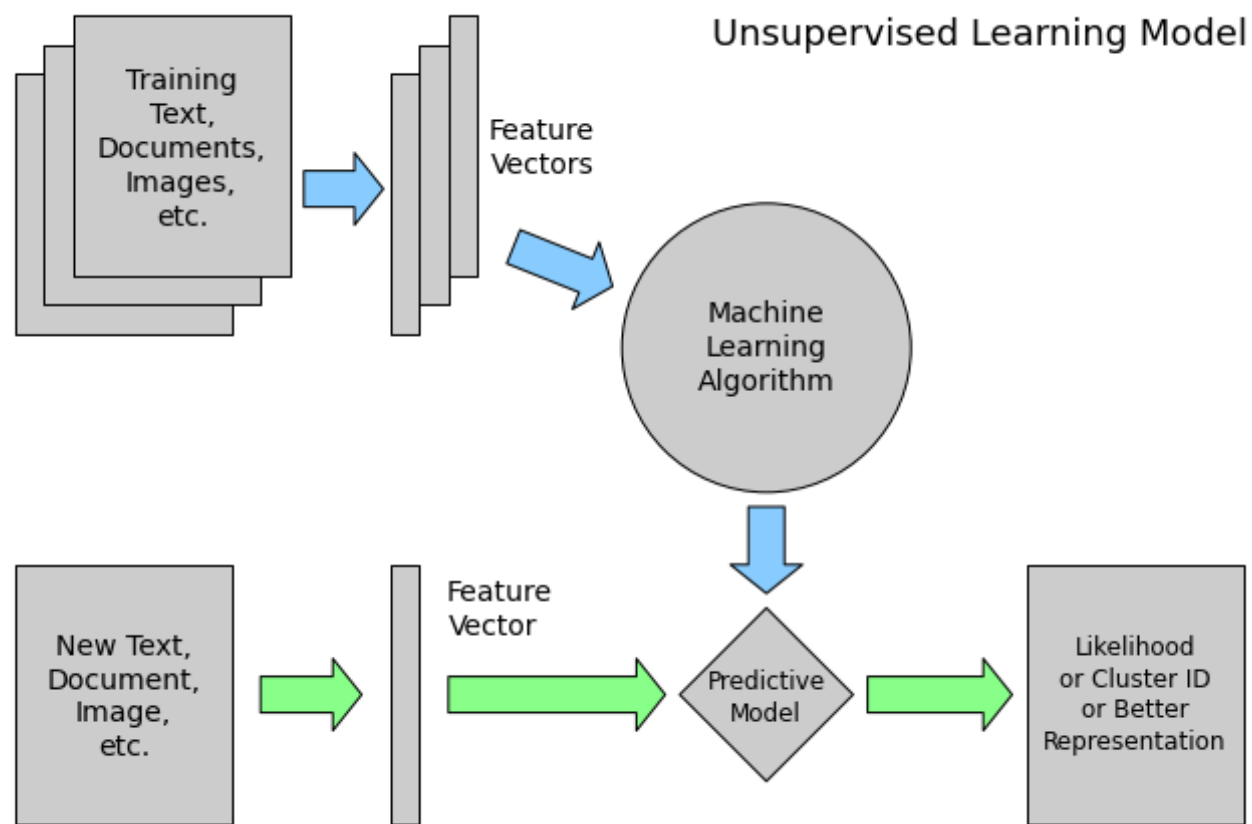 Unsupervised Learning Model
Training
Text,
Documents,
Images,
etc.
Feature
Vectors
Machine
Learning
Algorithm
New Text,
Document,
Image,
etc.
Feature
Vector
Predictive
Model
Likelihood
or Cluster ID
or Better
Representation